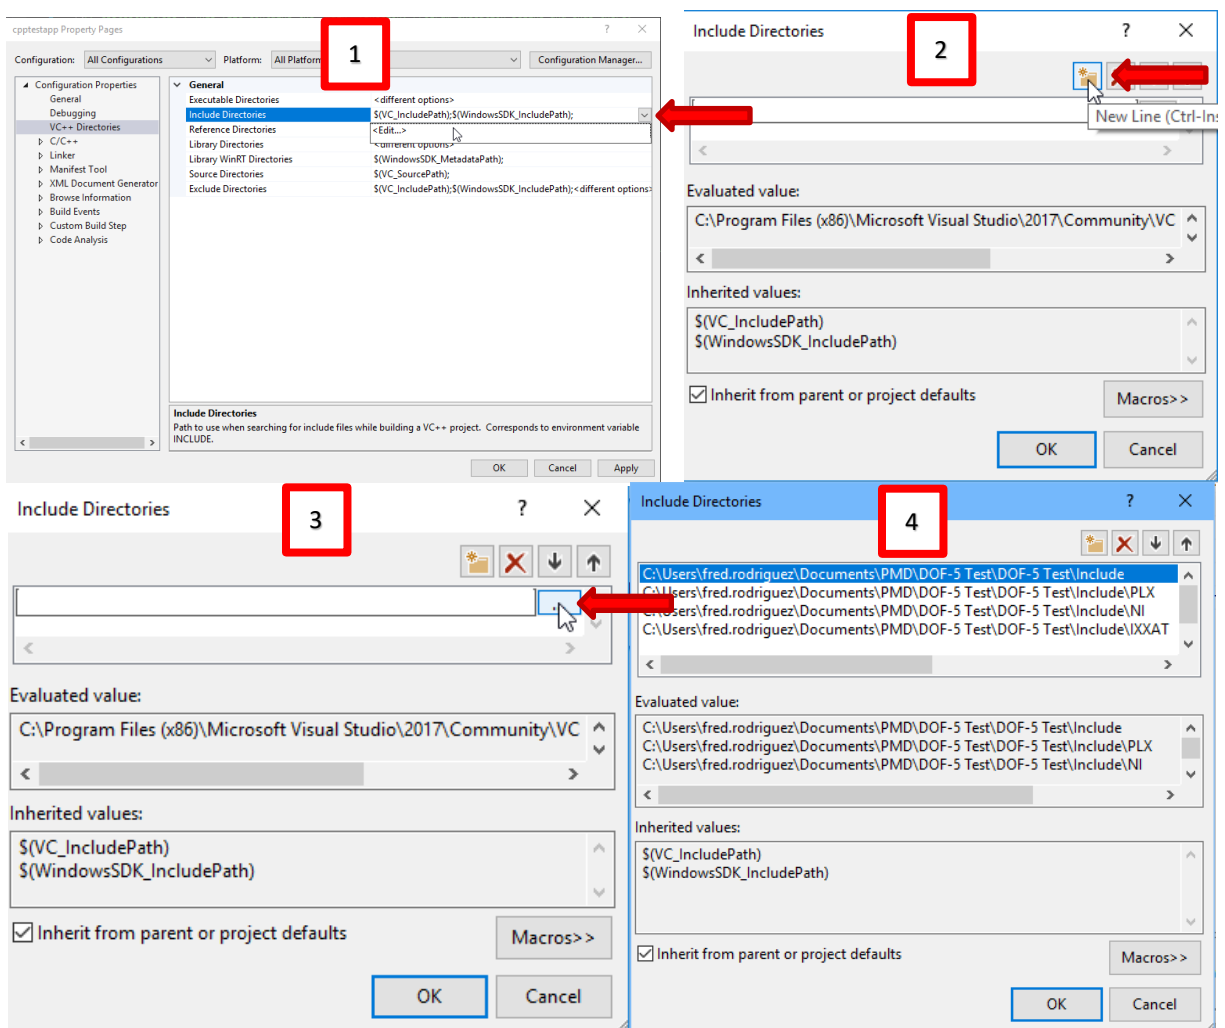 cpptestapp Property Pages
1
Configuration: All Configurations Platform: All Platform Configuration Manager...
Configuration Properties
General
Debugging
VC++ Directories
C/C++
Linker
Manifest Tool
XML Document Generator
Browse Information
Build Events
Custom Build Step
Code Analysis
General
Executable Directories <different options>
Include Directories $(VC_IncludePath);$(WindowsSDK_IncludePath);
Reference Directories <Edit...>
Library Directories <different options>
Library WinRT Directories $(WindowsSDK_MetadataPath);
Source Directories $(VC_SourcePath);
Exclude Directories $(VC_IncludePath);$(WindowsSDK_IncludePath);<different options>
Include Directories
Path to use when searching for include files while building a VC++ project. Corresponds to environment variable
INCLUDE.
OK Cancel Apply
Include Directories
2
New Line (Ctrl-Ins
Evaluated value:
C:\Program Files (x86)\Microsoft Visual Studio\2017\Community\VC
Inherited values:
$(VC_IncludePath)
$(WindowsSDK_IncludePath)
Inherit from parent or project defaults
Macros>>
OK Cancel
Include Directories
3
Evaluated value:
C:\Program Files (x86)\Microsoft Visual Studio\2017\Community\VC
Inherited values:
$(VC_IncludePath)
$(WindowsSDK_IncludePath)
Inherit from parent or project defaults
Macros>>
OK Cancel
Include Directories
4
C:\Users\fred.rodriguez\Documents\PMD\DOF-5 Test\DOF-5 Test\Include
C:\Users\fred.rodriguez\Documents\PMD\DOF-5 Test\DOF-5 Test\Include\PLX
C:\Users\fred.rodriguez\Documents\PMD\DOF-5 Test\DOF-5 Test\Include\NI
C:\Users\fred.rodriguez\Documents\PMD\DOF-5 Test\DOF-5 Test\Include\IXXAT
Evaluated value:
C:\Users\fred.rodriguez\Documents\PMD\DOF-5 Test\DOF-5 Test\Include
C:\Users\fred.rodriguez\Documents\PMD\DOF-5 Test\DOF-5 Test\Include\PLX
C:\Users\fred.rodriguez\Documents\PMD\DOF-5 Test\DOF-5 Test\Include\NI
Inherited values:
$(VC_IncludePath)
$(WindowsSDK_IncludePath)
Inherit from parent or project defaults
Macros>>
OK Cancel